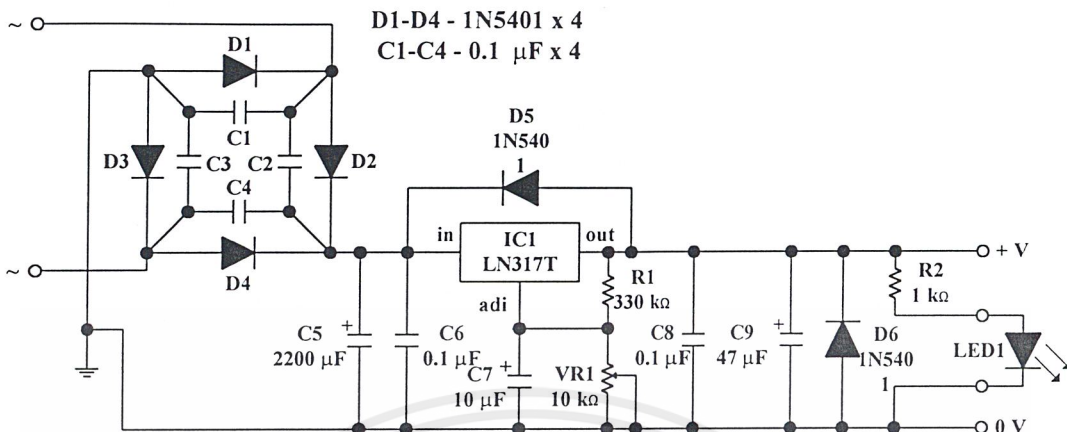 D1-D4 - 1N5401 x 4
C1-C4 - 0.1 µF x 4
~
D1
C1
D3
C3
C2
D2
C4
D4
~
D5
1N540
1
in
IC1
LN317T
out
adj
R1
330 kΩ
+ V
R2
1 kΩ
C5
2200 µF
+
C6
0.1 µF
C7
10 µF
+
VR1
10 kΩ
C8
0.1 µF
C9
47 µF
+
D6
1N540
1
LED1
0 V